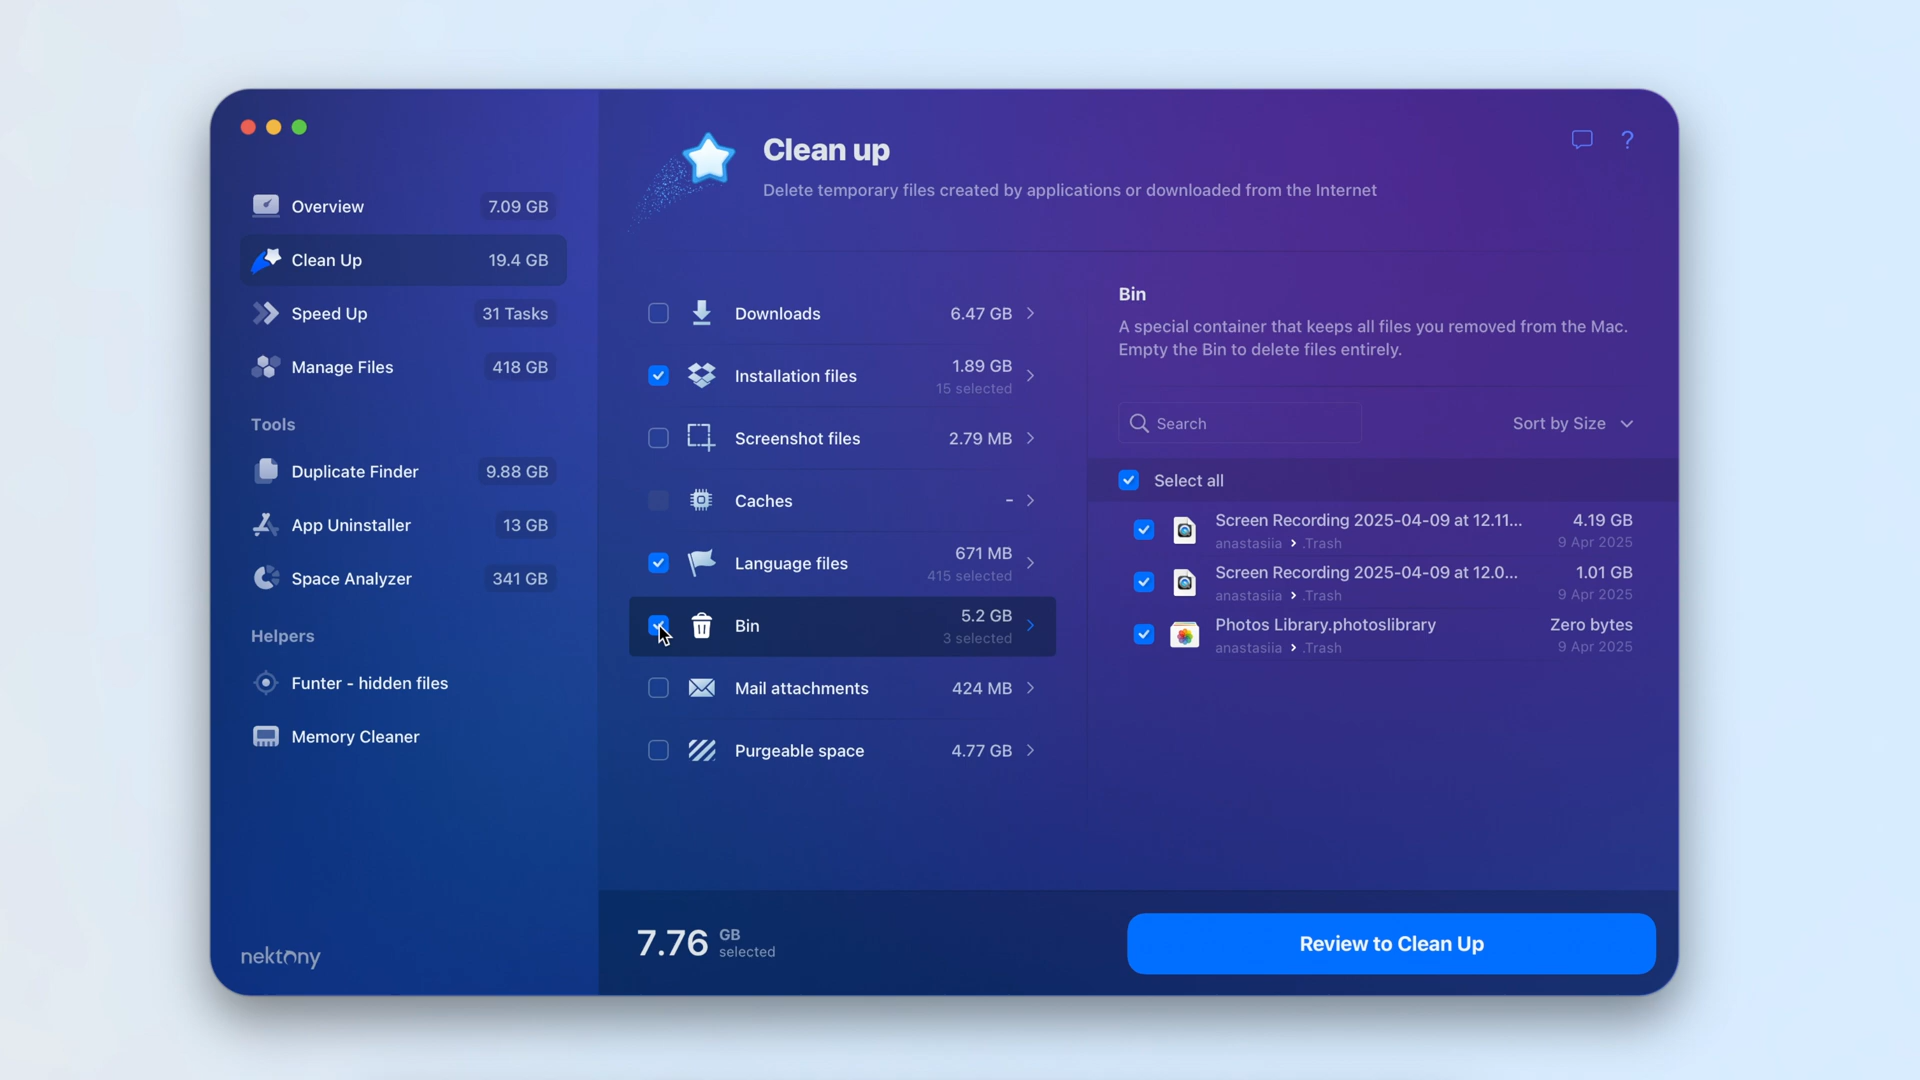 Overview 7.09 GB
Clean Up 19.4 GB
Speed Up 31 Tasks
Manage Files 418 GB
Tools
Duplicate Finder 9.88 GB
App Uninstaller 13 GB
Space Analyzer 341 GB
Helpers
Funter - hidden files
Memory Cleaner
nektony
Clean up
Delete temporary files created by applications or downloaded from the Internet
?
Downloads 6.47 GB
Installation files 1.89 GB
15 selected
Screenshot files 2.79 MB
Caches -
Language files 671 MB
415 selected
Bin 5.2 GB
3 selected
Mail attachments 424 MB
Purgeable space 4.77 GB
Bin
A special container that keeps all files you removed from the Mac.
Empty the Bin to delete files entirely.
Search Sort by Size
Select all
Screen Recording 2025-04-09 at 12.11... 4.19 GB
anastasiia > .Trash 9 Apr 2025
Screen Recording 2025-04-09 at 12.0... 1.01 GB
anastasiia > .Trash 9 Apr 2025
Photos Library.photoslibrary Zero bytes
anastasiia > .Trash 9 Apr 2025
7.76 GB selected
Review to Clean Up